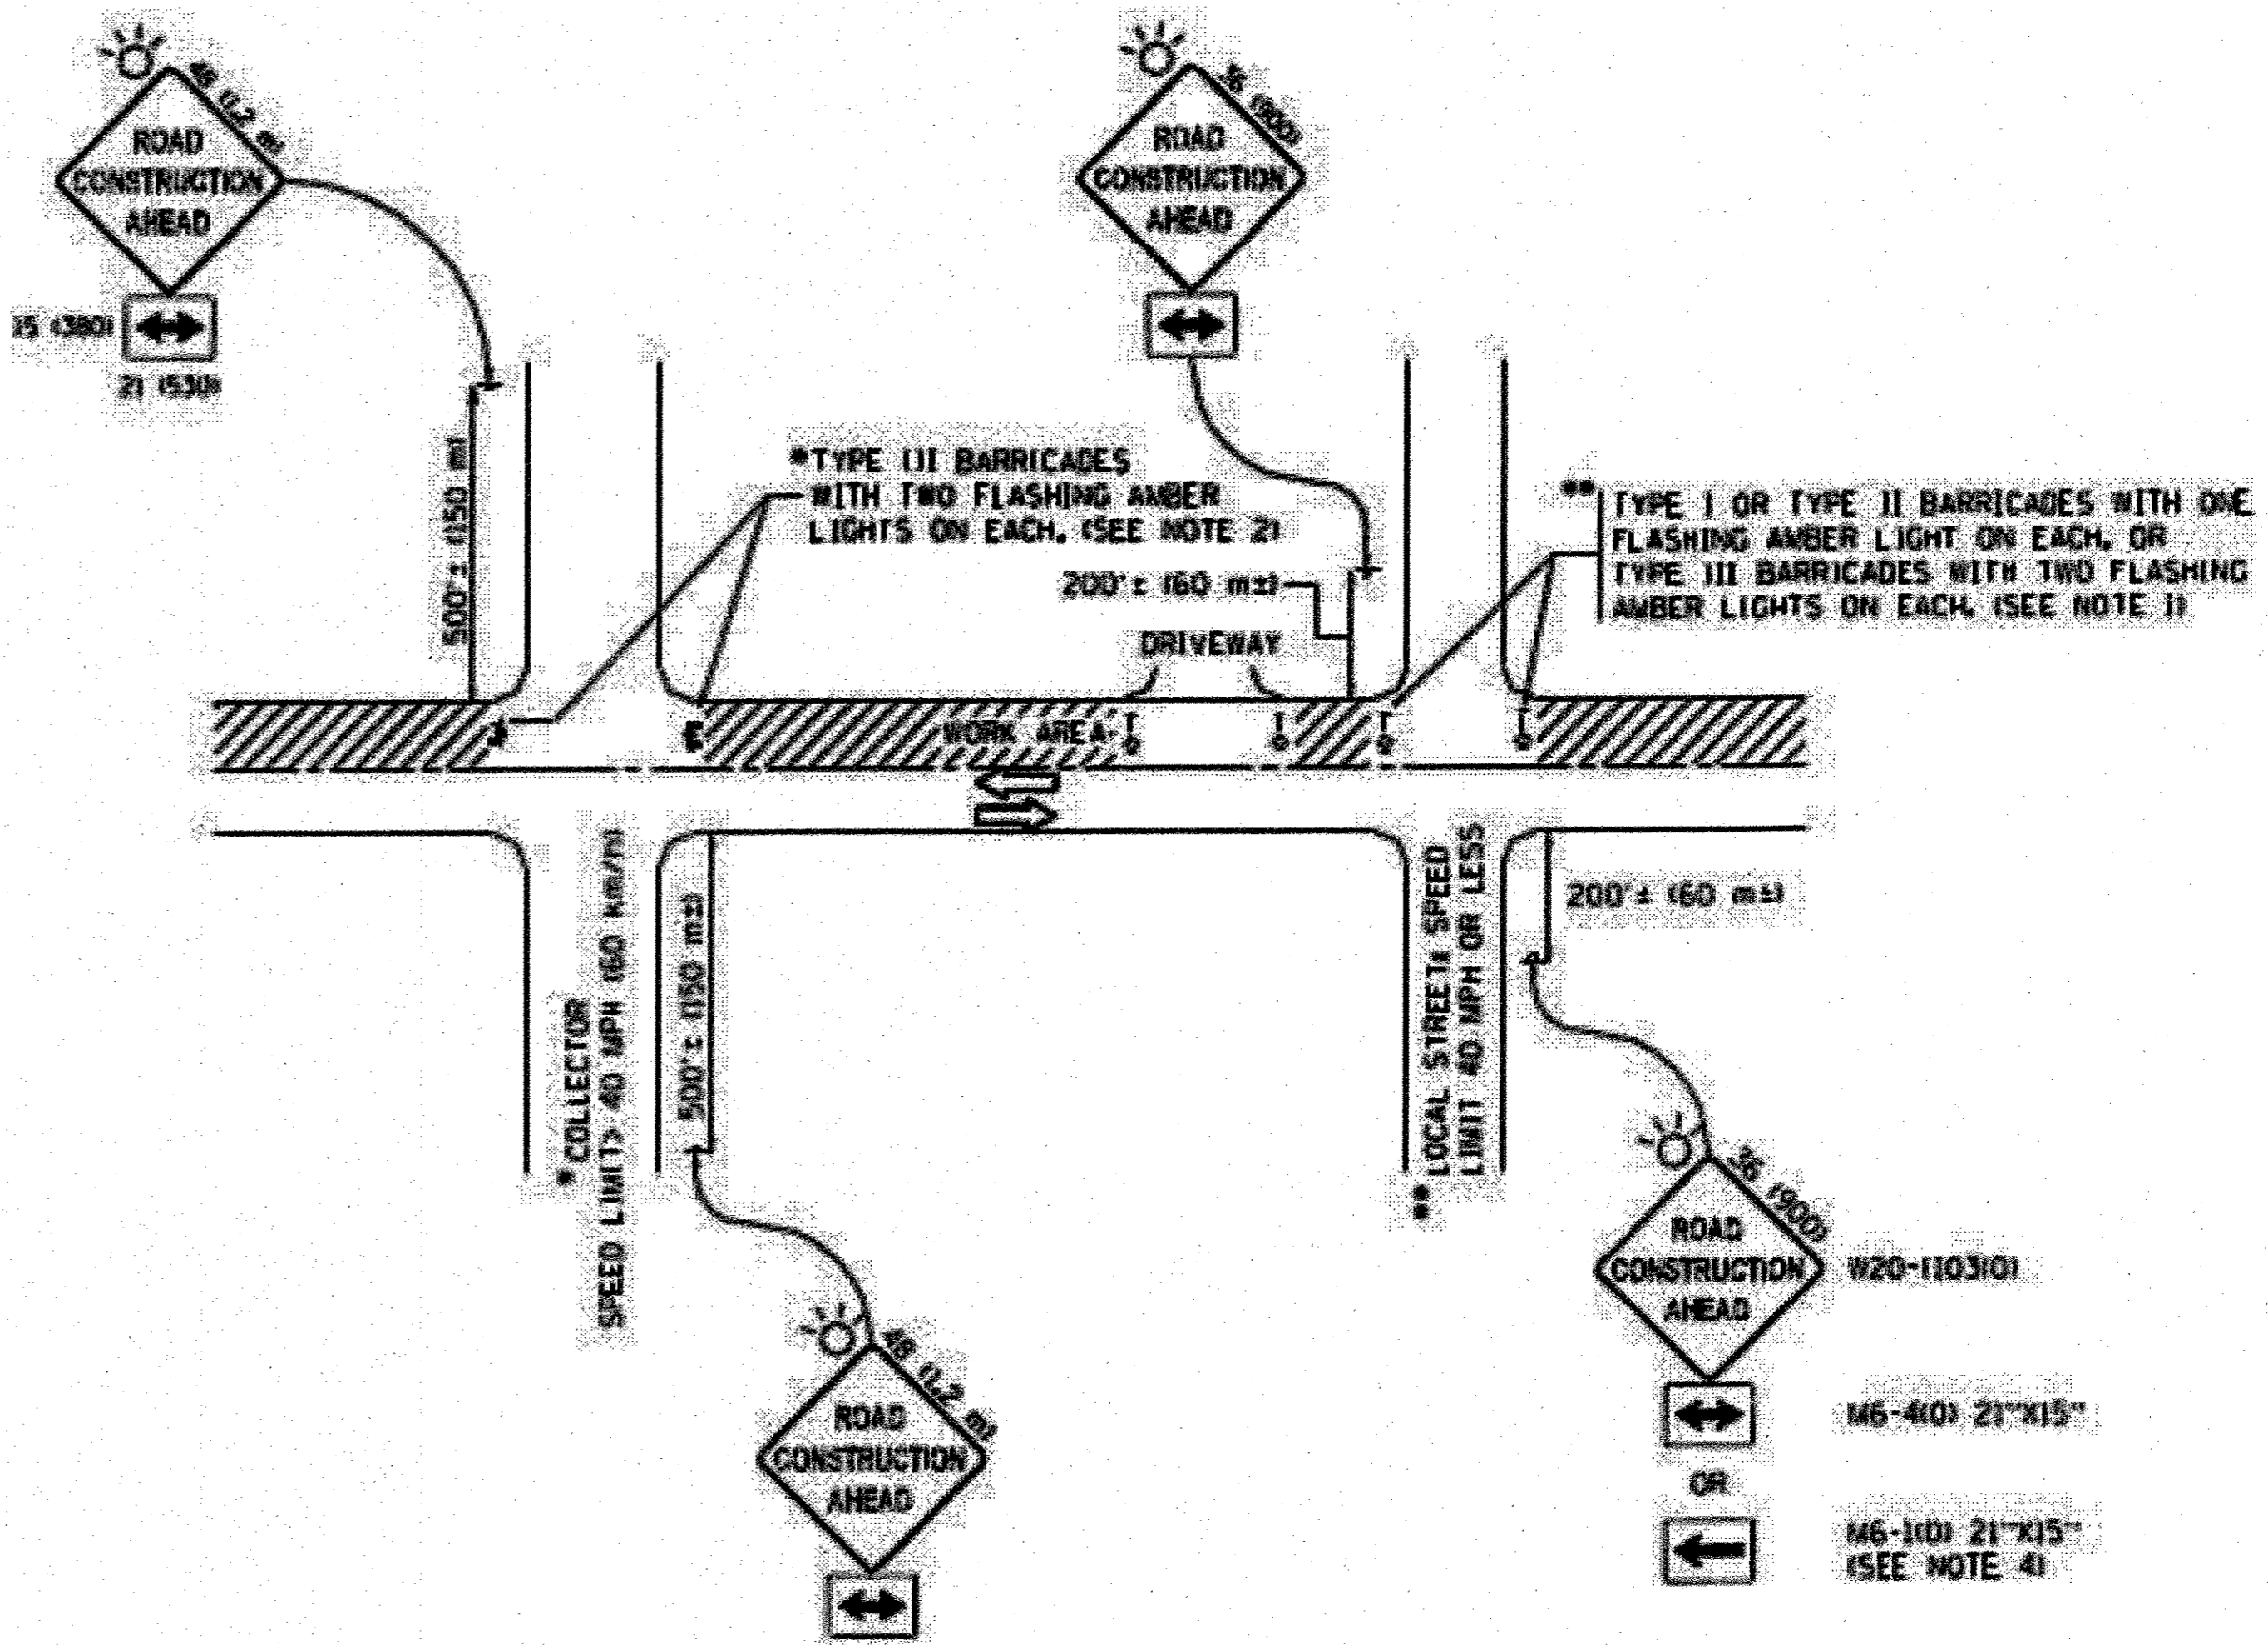 48 (1.2 m)
ROAD
CONSTRUCTION
AHEAD
15 (380)
21 (530)
500'± (150 m)
36 (900)
ROAD
CONSTRUCTION
AHEAD
*TYPE III BARRICADES
WITH TWO FLASHING AMBER
LIGHTS ON EACH. (SEE NOTE 2)
200'± (60 m±)
DRIVEWAY
** TYPE I OR TYPE II BARRICADES WITH ONE
FLASHING AMBER LIGHT ON EACH. OR
TYPE III BARRICADES WITH TWO FLASHING
AMBER LIGHTS ON EACH. (SEE NOTE 1)
WORK AREA
* COLLECTOR
SPEED LIMIT> 40 MPH (60 km/h)
500'± (150 m±)
** LOCAL STREET: SPEED
LIMIT 40 MPH OR LESS
200'± (60 m±)
48 (1.2 m)
ROAD
CONSTRUCTION
AHEAD
36 (900)
ROAD
CONSTRUCTION
AHEAD
W20-1103(0)
M6-4(0) 21"X15"
OR
M6-1(0) 21"X15"
(SEE NOTE 4)